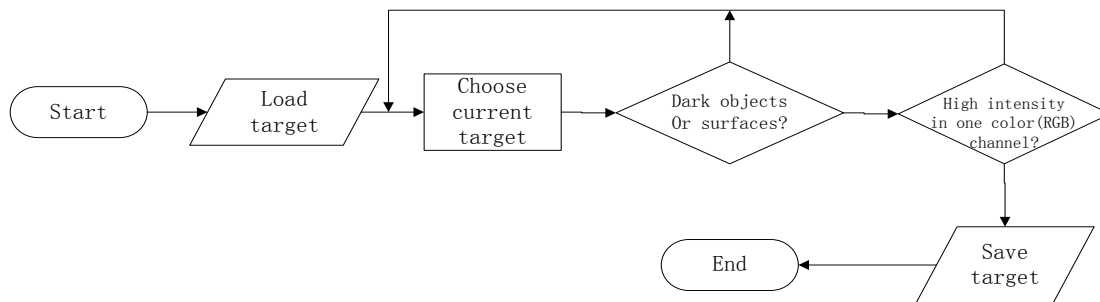 Start
Load
target
Choose
current
target
Dark objects
Or surfaces?
High intensity
in one color(RGB)
channel?
Save
target
End